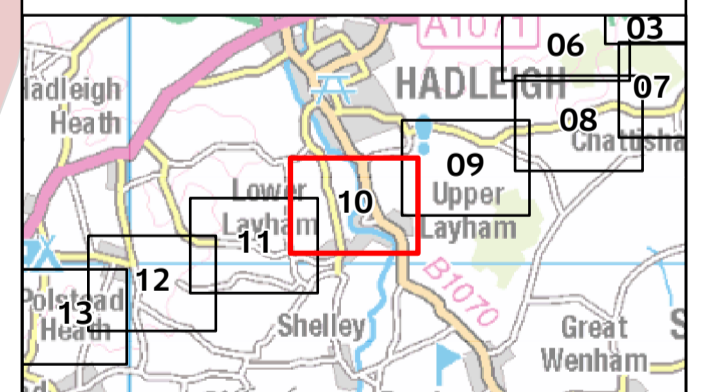 A1071
03
06
HADLEIGH
07
adleigh
Heath
08
Chattisha
09
Lower
10
Upper
Layham
11
Layham
12
B1070
Polstead
13
Heath
Shelley
Great
S
Wenham